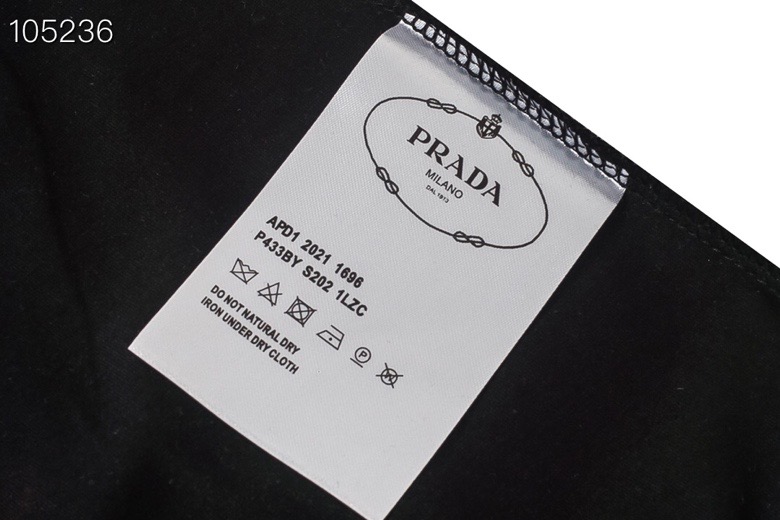 105236
PRADA
MILANO
DAL 1913
APD1 2021 1696
P433BY S202 1LZC
P
W
DO NOT NATURAL DRY
IRON UNDER DRY CLOTH